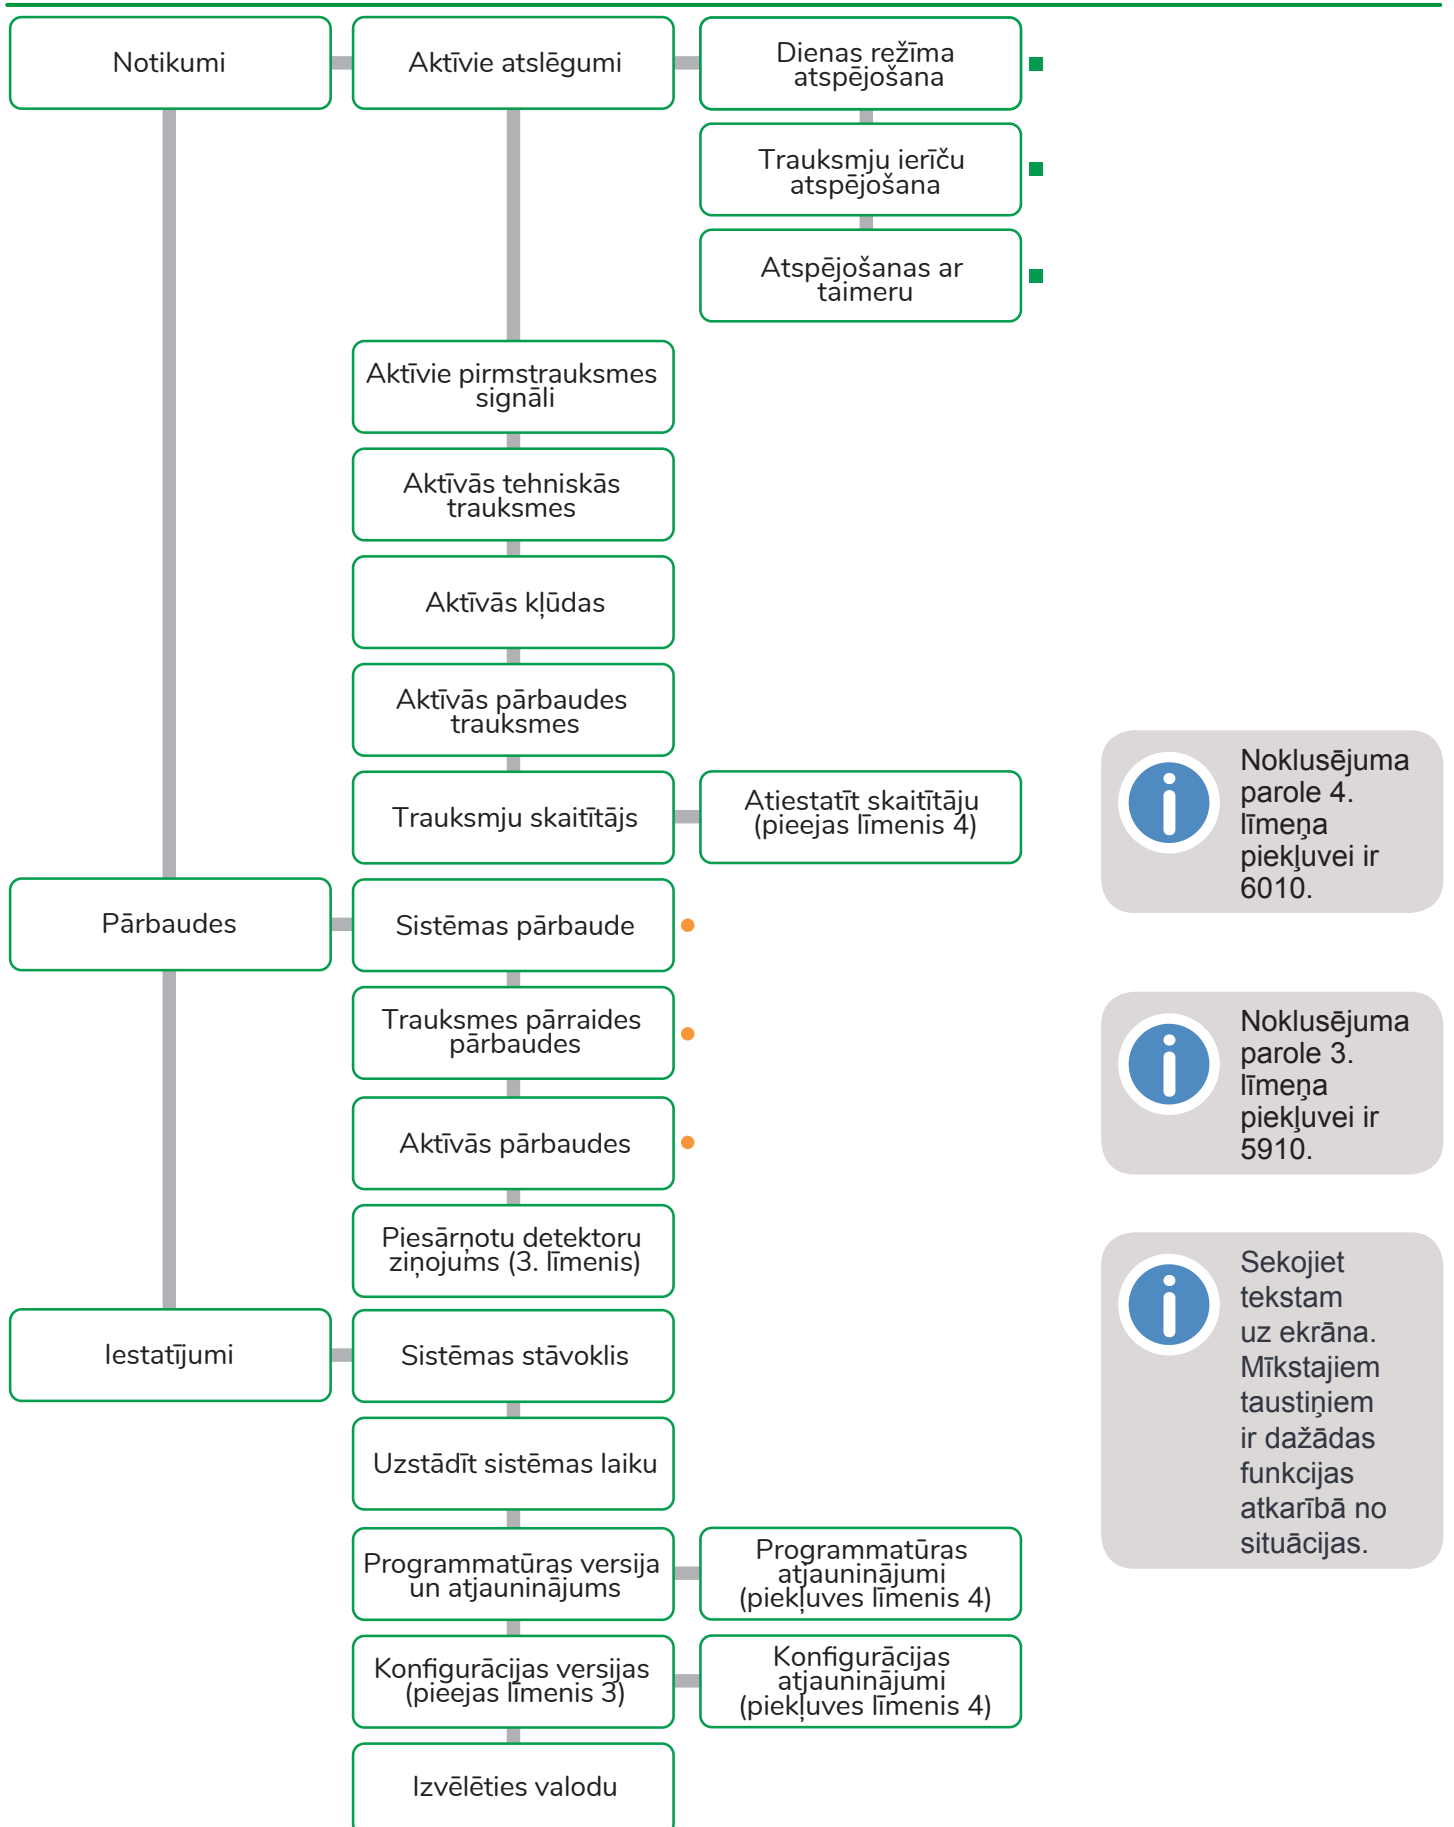 Notikumi
Aktīvie atslēgumi
Dienas režīma
atspējošana
Trauksmju ierīču
atspējošana
Atspējošanas ar
taimeru
Aktīvie pirmstrauksmes
signāli
Aktīvās tehniskās
trauksmes
Aktīvās kļūdas
Aktīvās pārbaudes
trauksmes
Trauksmju skaitītājs
Atiestatīt skaitītāju
(pieejas līmenis 4)
Pārbaudes
Sistēmas pārbaude
Trauksmes pārraides
pārbaudes
Aktīvās pārbaudes
Piesārņotu detektoru
ziņojums (3. līmenis)
Iestatījumi
Sistēmas stāvoklis
Uzstādīt sistēmas laiku
Programmatūras versija
un atjauninājums
Programmatūras
atjauninājumi
(piekļuves līmenis 4)
Konfigurācijas versijas
(pieejas līmenis 3)
Konfigurācijas
atjauninājumi
(piekļuves līmenis 4)
Izvēlēties valodu
Noklusējuma
parole 4.
līmeņa
piekļuvei ir
6010.
Noklusējuma
parole 3.
līmeņa
piekļuvei ir
5910.
Sekojiet
tekstam
uz ekrāna.
Mīkstajiem
taustiņiem
ir dažādas
funkcijas
atkarībā no
situācijas.